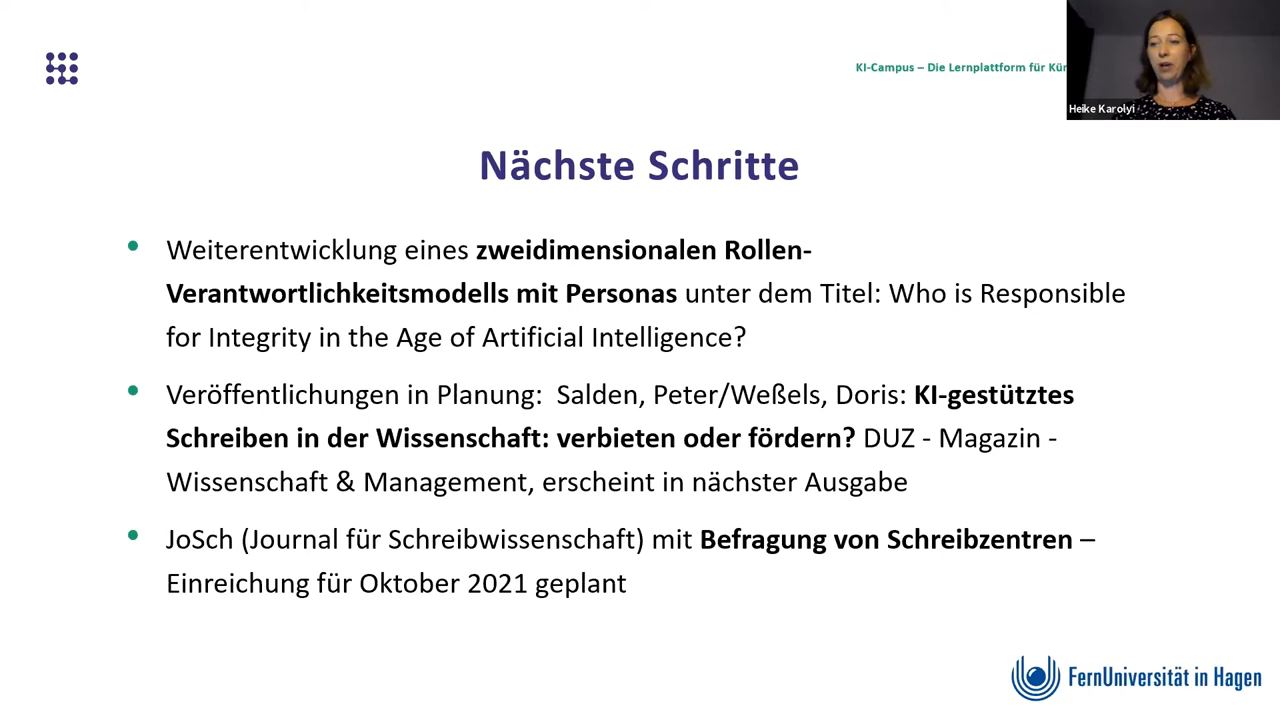 KI-Campus – Die Lernplattform für
Heike Karolyi
Nächste Schritte
• Weiterentwicklung eines zweidimensionalen Rollen-
Verantwortlichkeitsmodells mit Personas unter dem Titel: Who is Responsible
for Integrity in the Age of Artificial Intelligence?
• Veröffentlichungen in Planung: Salden, Peter/Weßels, Doris: KI-gestütztes
Schreiben in der Wissenschaft: verbieten oder fördern? DUZ - Magazin -
Wissenschaft & Management, erscheint in nächster Ausgabe
• JoSch (Journal für Schreibwissenschaft) mit Befragung von Schreibzentren –
Einreichung für Oktober 2021 geplant
FernUniversität in Hagen